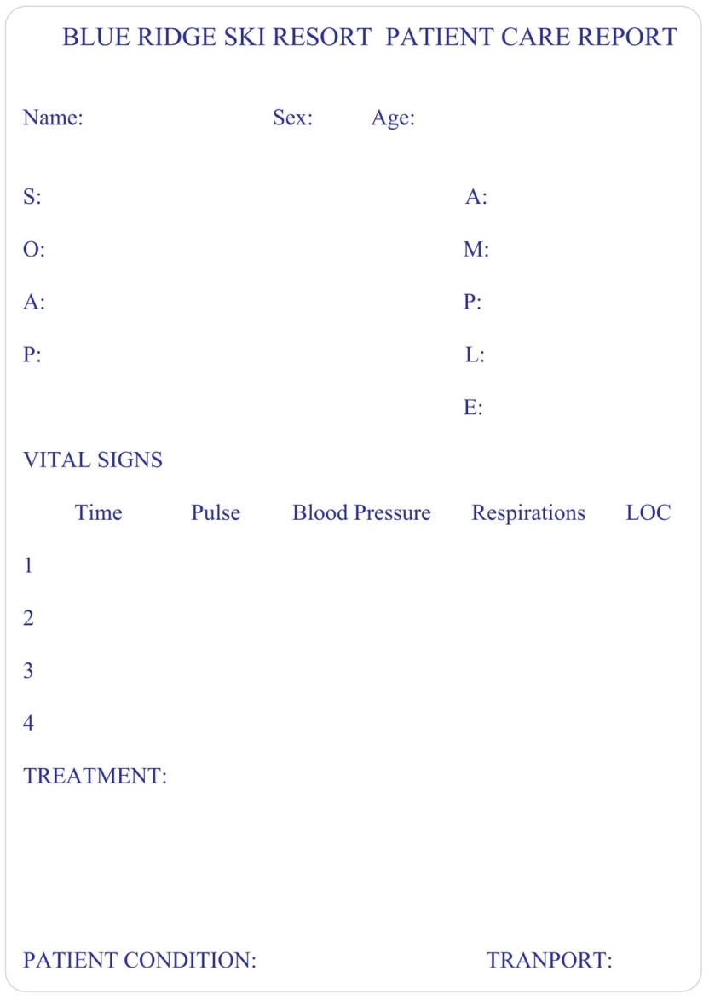 BLUE RIDGE SKI RESORT PATIENT CARE REPORT
Name: Sex: Age:
S: A:
O: M:
A: P:
P: L:
E:
VITAL SIGNS
Time Pulse Blood Pressure Respirations LOC
1
2
3
4
TREATMENT:
PATIENT CONDITION: TRANPORT: